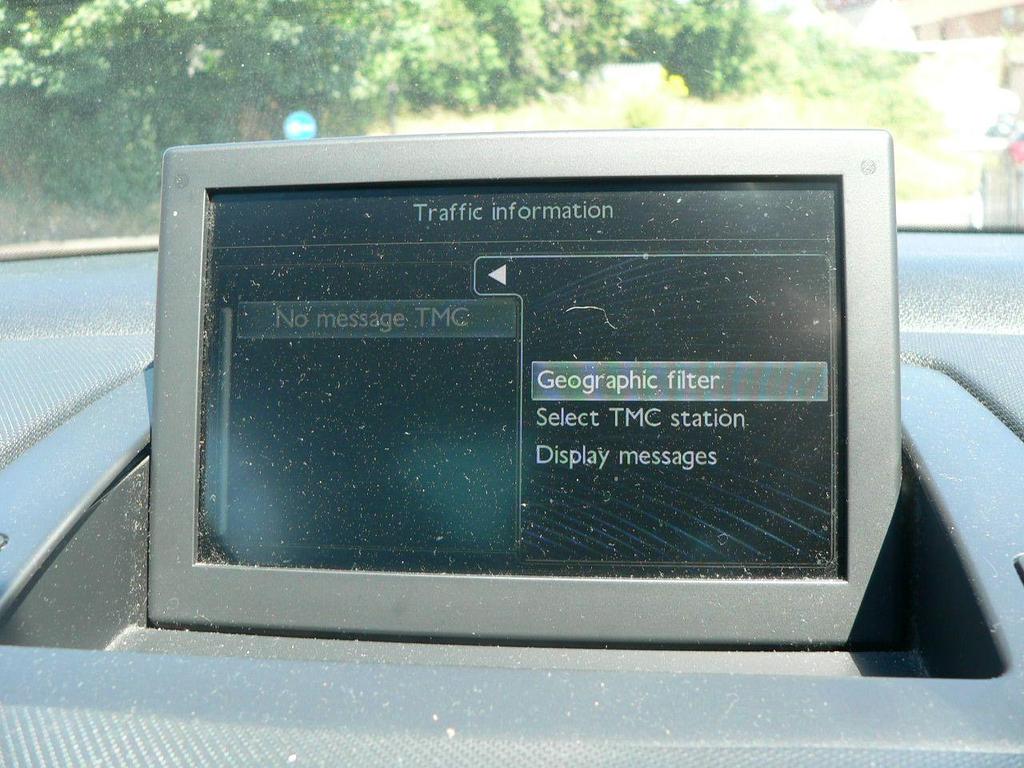 Traffic information
No message TMC
Geographic filter
Select TMC station
Display messages